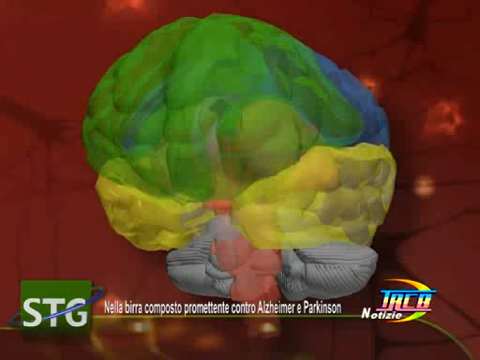 STG
Nella birra composto promettente contro Alzheimer e Parkinson
TRCB
Notizie